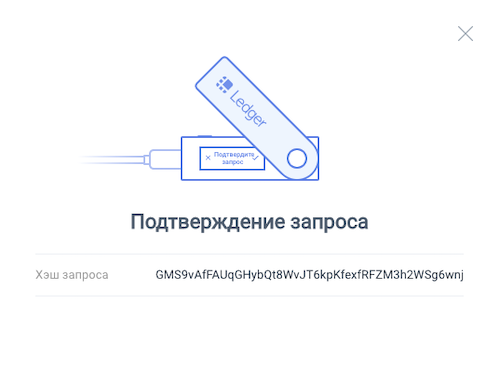 Ledger
Подтвердите
запрос
Подтверждение запроса
Хэш запроса GMS9vAfFAUqGHybQt8WvJT6kpKfexfRFZM3h2WSg6wnj